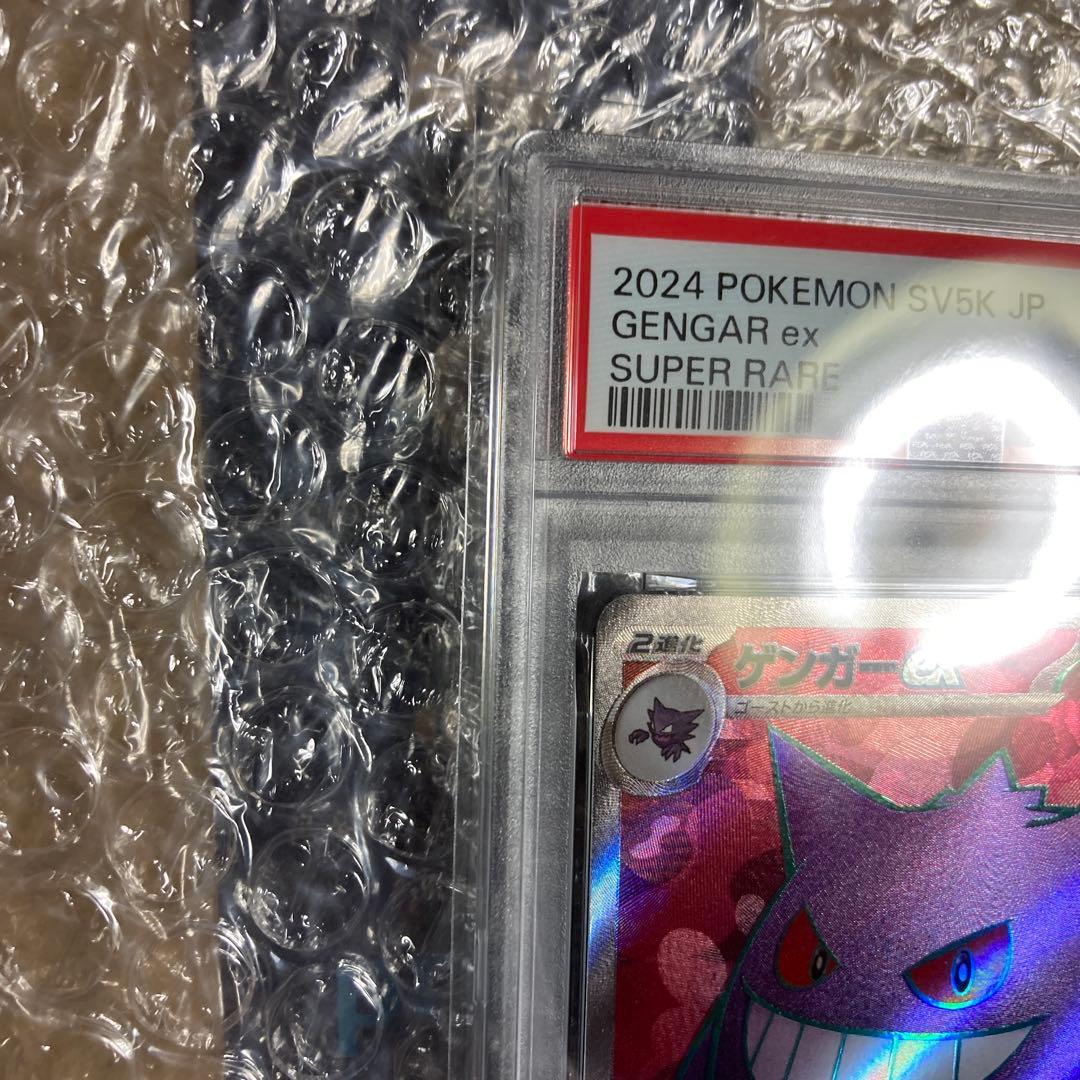 2024 POKEMON SV5K JP
GENGAR ex
SUPER RARE
2進化
ゲンガーex
ゴーストから進化